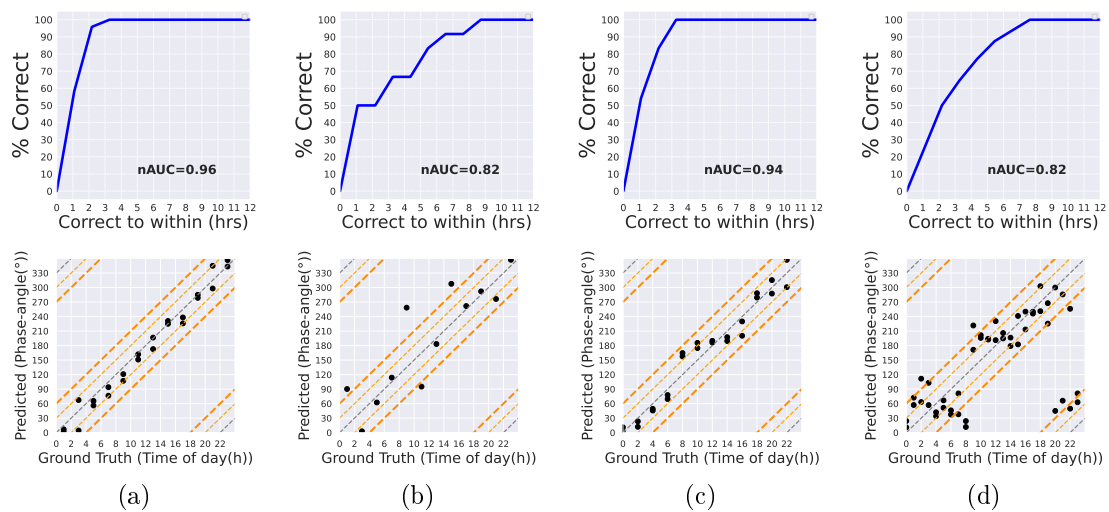 % Correct
100
90
80
70
60
50
40
30
20
10
0
nAUC=0.96
0 1 2 3 4 5 6 7 8 9 10 11 12
Correct to within (hrs)
% Correct
100
90
80
70
60
50
40
30
20
10
0
nAUC=0.82
0 1 2 3 4 5 6 7 8 9 10 11 12
Correct to within (hrs)
% Correct
100
90
80
70
60
50
40
30
20
10
0
nAUC=0.94
0 1 2 3 4 5 6 7 8 9 10 11 12
Correct to within (hrs)
% Correct
100
90
80
70
60
50
40
30
20
10
0
nAUC=0.82
0 1 2 3 4 5 6 7 8 9 10 11 12
Correct to within (hrs)
Predicted (Phase-angle(°))
330
300
270
240
210
180
150
120
90
60
30
0
0 2 4 6 8 10 12 14 16 18 20 22
Ground Truth (Time of day(h))
(a)
Predicted (Phase-angle(°))
330
300
270
240
210
180
150
120
90
60
30
0
0 2 4 6 8 10 12 14 16 18 20 22
Ground Truth (Time of day(h))
(b)
Predicted (Phase-angle(°))
330
300
270
240
210
180
150
120
90
60
30
0
0 2 4 6 8 10 12 14 16 18 20 22
Ground Truth (Time of day(h))
(c)
Predicted (Phase-angle(°))
330
300
270
240
210
180
150
120
90
60
30
0
0 2 4 6 8 10 12 14 16 18 20 22
Ground Truth (Time of day(h))
(d)